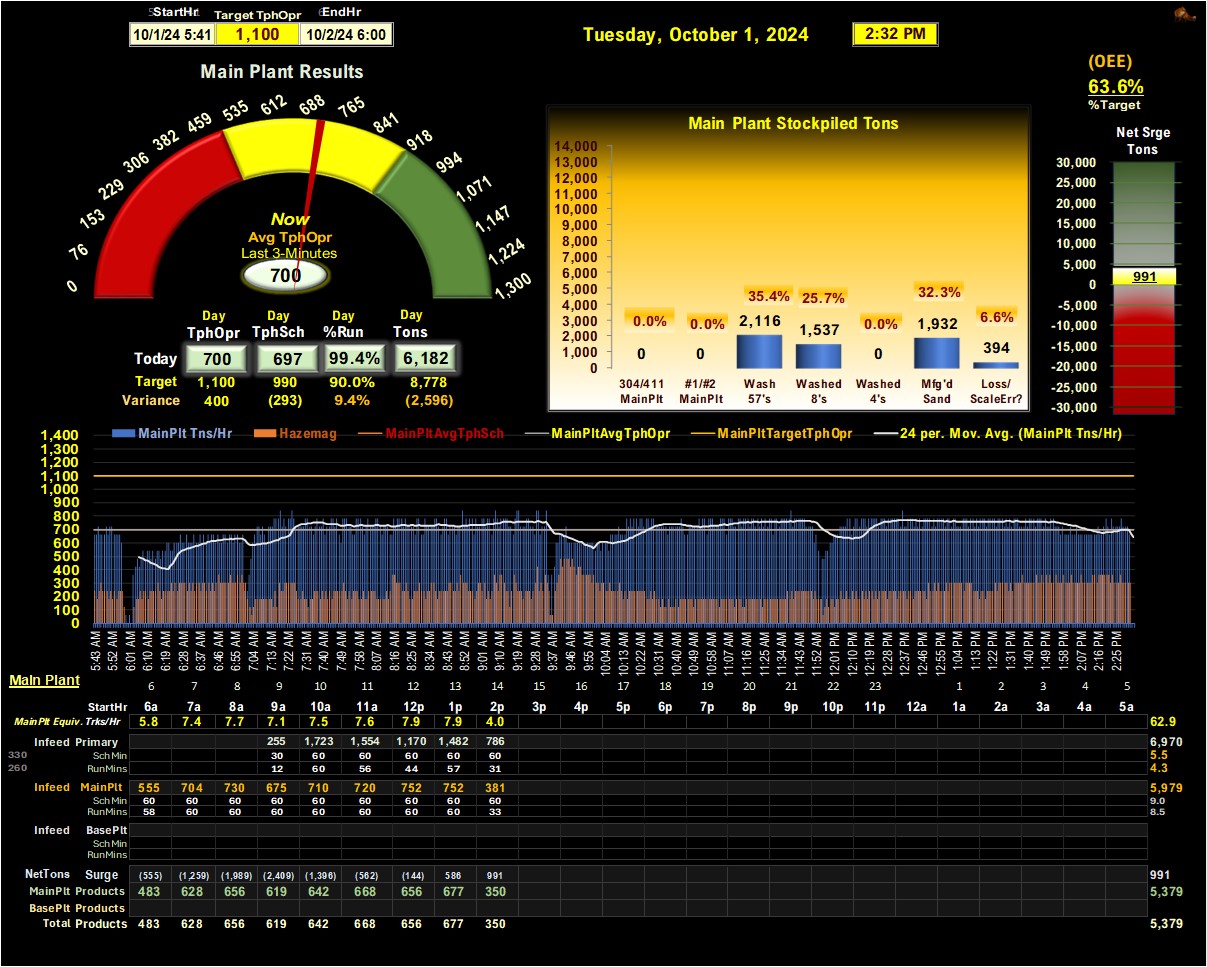 StartHr Target TphOpr EndHr
10/1/24 5:41 1,100 10/2/24 6:00
Tuesday, October 1, 2024 2:32 PM
(OEE)
63.6%
%Target
Main Plant Results
0 76 153 229 306 382 459 535 612 688 765 841 918 994 1,071 1,147 1,224 1,300
Now
Avg TphOpr
Last 3-Minutes
700
Day Day Day Day
TphOpr TphSch %Run Tons
Today 700 697 99.4% 6,182
Target 1,100 990 90.0% 8,778
Variance 400 (293) 9.4% (2,596)
Main Plant Stockpiled Tons
14,000
13,000
12,000
11,000
10,000
9,000
8,000
7,000
6,000
5,000
4,000
3,000
2,000
1,000
0
0.0% 0.0% 35.4% 25.7% 0.0% 32.3% 6.6%
0 0 2,116 1,537 0 1,932 394
304/411 #1/#2 Wash Washed Washed Mfg'd Loss/
MainPlt MainPlt 57's 8's 4's Sand ScaleErr?
Net Srge
Tons
30,000
25,000
20,000
15,000
10,000
5,000
0
-5,000
-10,000
-15,000
-20,000
-25,000
-30,000
991
MainPlt Tns/Hr Hazemag MainPltAvgTphSch MainPltAvgTphOpr MainPltTargetTphOpr 24 per. Mov. Avg. (MainPlt Tns/Hr)
1,400
1,300
1,200
1,100
1,000
900
800
700
600
500
400
300
200
100
0
5:43 AM 5:52 AM 6:01 AM 6:10 AM 6:19 AM 6:28 AM 6:37 AM 6:46 AM 6:55 AM 7:04 AM 7:13 AM 7:22 AM 7:31 AM 7:40 AM 7:49 AM 7:58 AM 8:07 AM 8:16 AM 8:25 AM 8:34 AM 8:43 AM 8:52 AM 9:01 AM 9:10 AM 9:19 AM 9:28 AM 9:37 AM 9:46 AM 9:55 AM 10:04 AM 10:13 AM 10:22 AM 10:31 AM 10:40 AM 10:49 AM 10:58 AM 11:07 AM 11:16 AM 11:25 AM 11:34 AM 11:43 AM 11:52 AM 12:01 PM 12:10 PM 12:19 PM 12:28 PM 12:37 PM 12:46 PM 12:55 PM 1:04 PM 1:13 PM 1:22 PM 1:31 PM 1:40 PM 1:49 PM 1:58 PM 2:07 PM 2:16 PM 2:25 PM
Main Plant
6 7 8 9 10 11 12 13 14 15 16 17 18 19 20 21 22 23 1 2 3 4 5
StartHr 6a 7a 8a 9a 10a 11a 12p 1p 2p 3p 4p 5p 6p 7p 8p 9p 10p 11p 12a 1a 2a 3a 4a 5a
MainPlt Equiv. Trks/Hr 5.8 7.4 7.7 7.1 7.5 7.6 7.9 7.9 4.0 62.9
Infeed Primary 255 1,723 1,554 1,170 1,482 786 6,970
330 SchMin 30 60 60 60 60 60 5.5
260 RunMins 12 60 56 44 57 31 4.3
Infeed MainPlt 555 704 730 675 710 720 752 752 381 5,979
SchMin 60 60 60 60 60 60 60 60 60 9.0
RunMins 58 60 60 60 60 60 60 60 33 8.5
Infeed BasePlt
SchMin
RunMins
NetTons Surge (555) (1,259) (1,989) (2,409) (1,396) (562) (144) 586 991 991
MainPlt Products 483 628 656 619 642 668 656 677 350 5,379
BasePlt Products
Total Products 483 628 656 619 642 668 656 677 350 5,379